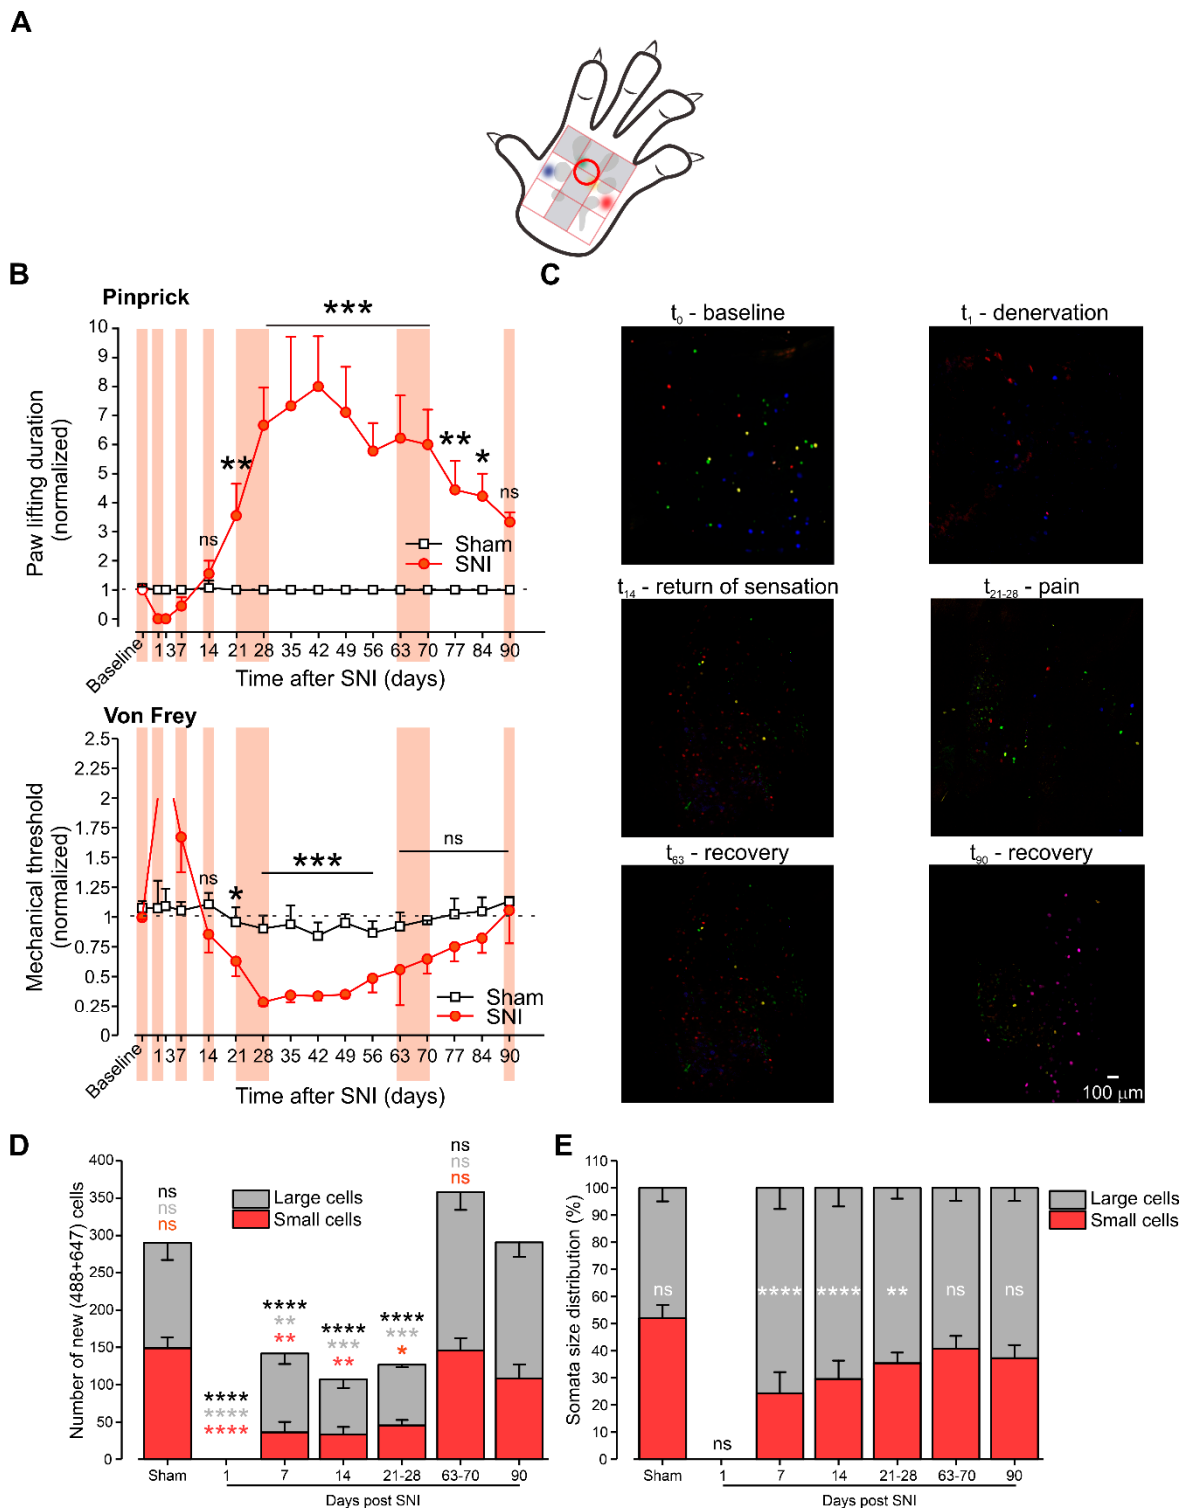 A
B
Pinprick
10
9
8
7
6
5
4
3
2
1
0
Paw lifting duration
(normalized)
***
**
ns
**
*
ns
Sham
SNI
Baseline 1 3 7 14 21 28 35 42 49 56 63 70 77 84 90
Time after SNI (days)
Von Frey
2.5
2.25
2
1.75
1.5
1.25
1
0.75
0.5
0.25
0
Mechanical threshold
(normalized)
ns
*
***
ns
Sham
SNI
Baseline 1 3 7 14 21 28 35 42 49 56 63 70 77 84 90
Time after SNI (days)
C
t0 - baseline
t1 - denervation
t14 - return of sensation
t21-28 - pain
t63 - recovery
t90 - recovery
100 μm
D
400
350
300
250
200
150
100
50
0
Number of new (488+647) cells
ns
ns
ns
Large cells
Small cells
****
****
****
****
**
**
****
***
**
****
***
*
ns
ns
ns
Sham 1 7 14 21-28 63-70 90
Days post SNI
E
110
100
90
80
70
60
50
40
30
20
10
0
Somata size distribution (%)
Large cells
Small cells
ns
ns
****
****
**
ns
ns
Sham 1 7 14 21-28 63-70 90
Days post SNI